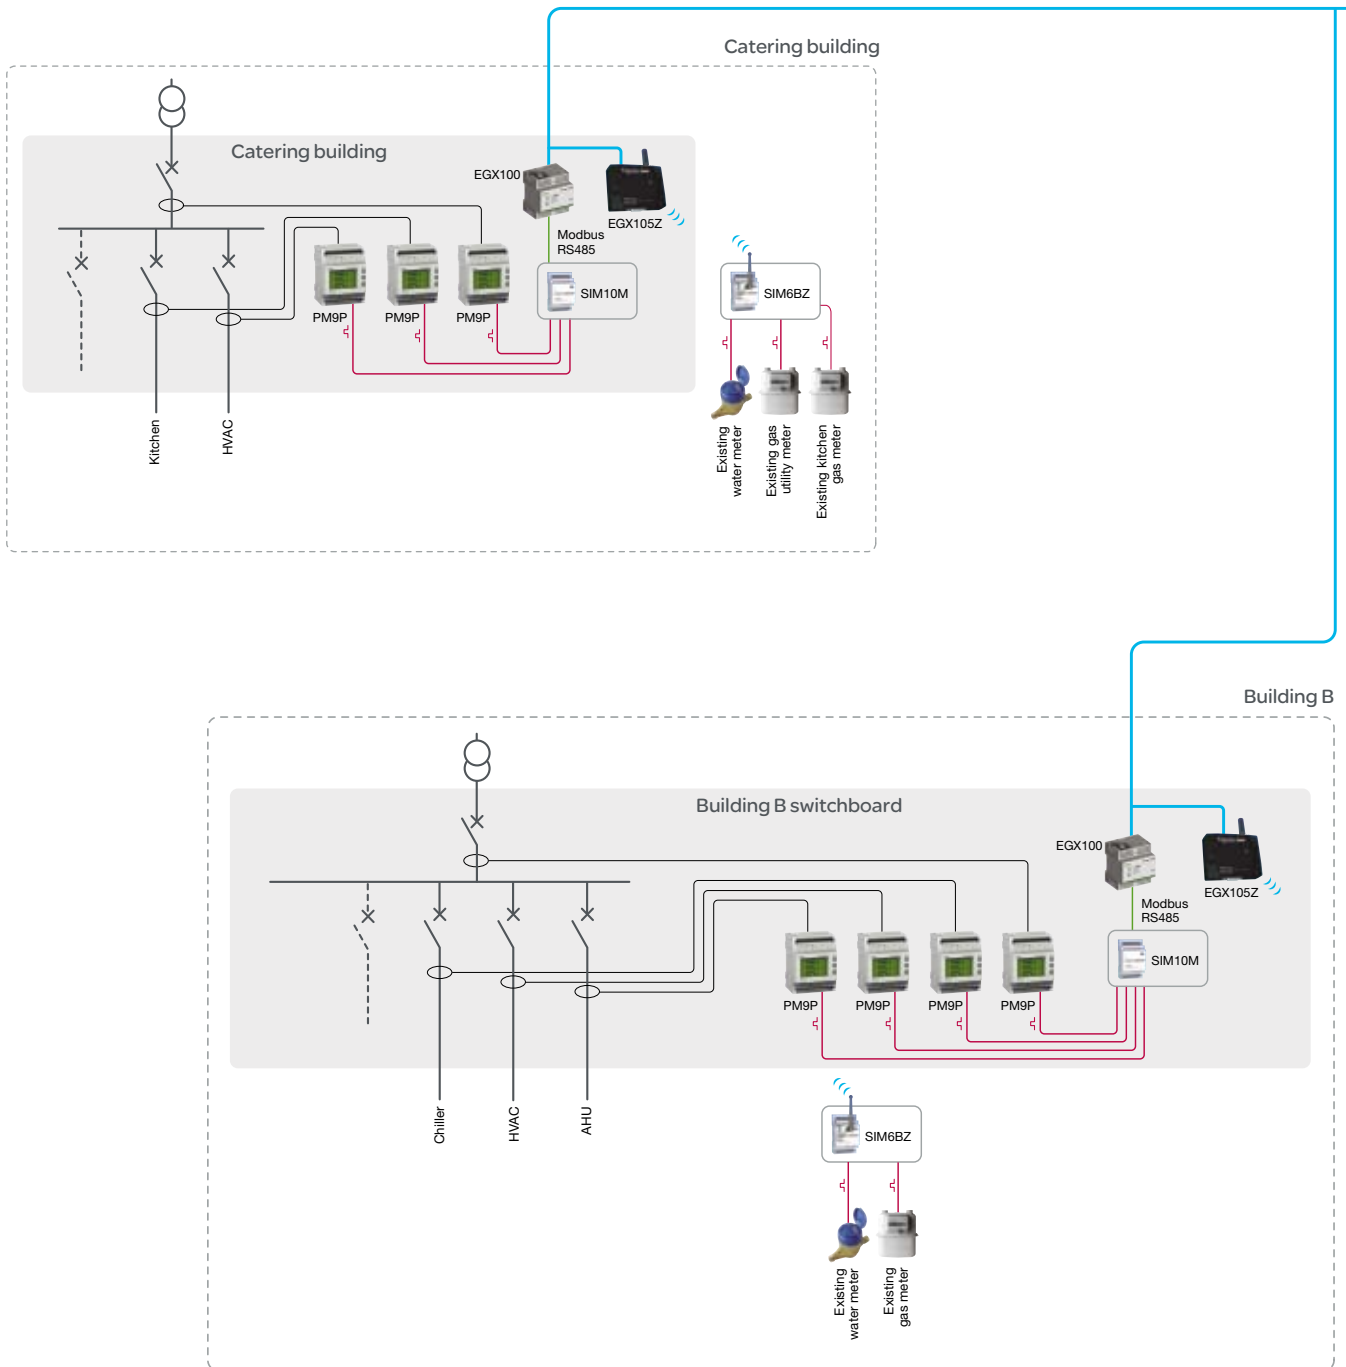 Catering building
Catering building
EGX100
EGX105Z
Modbus
RS485
SIM10M
SIM6BZ
PM9P
PM9P
PM9P
Kitchen
HVAC
Existing
water meter
Existing gas
utility meter
Existing kitchen
gas meter
Building B
Building B switchboard
EGX100
EGX105Z
Modbus
RS485
SIM10M
PM9P
PM9P
PM9P
PM9P
Chiller
HVAC
AHU
SIM6BZ
Existing
water meter
Existing
gas meter